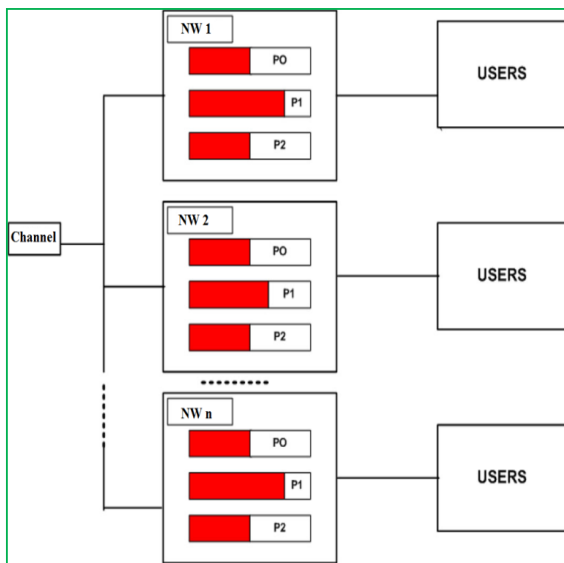 NW 1
PO
P1
P2
USERS
Channel
NW 2
PO
P1
P2
USERS
NW n
PO
P1
P2
USERS